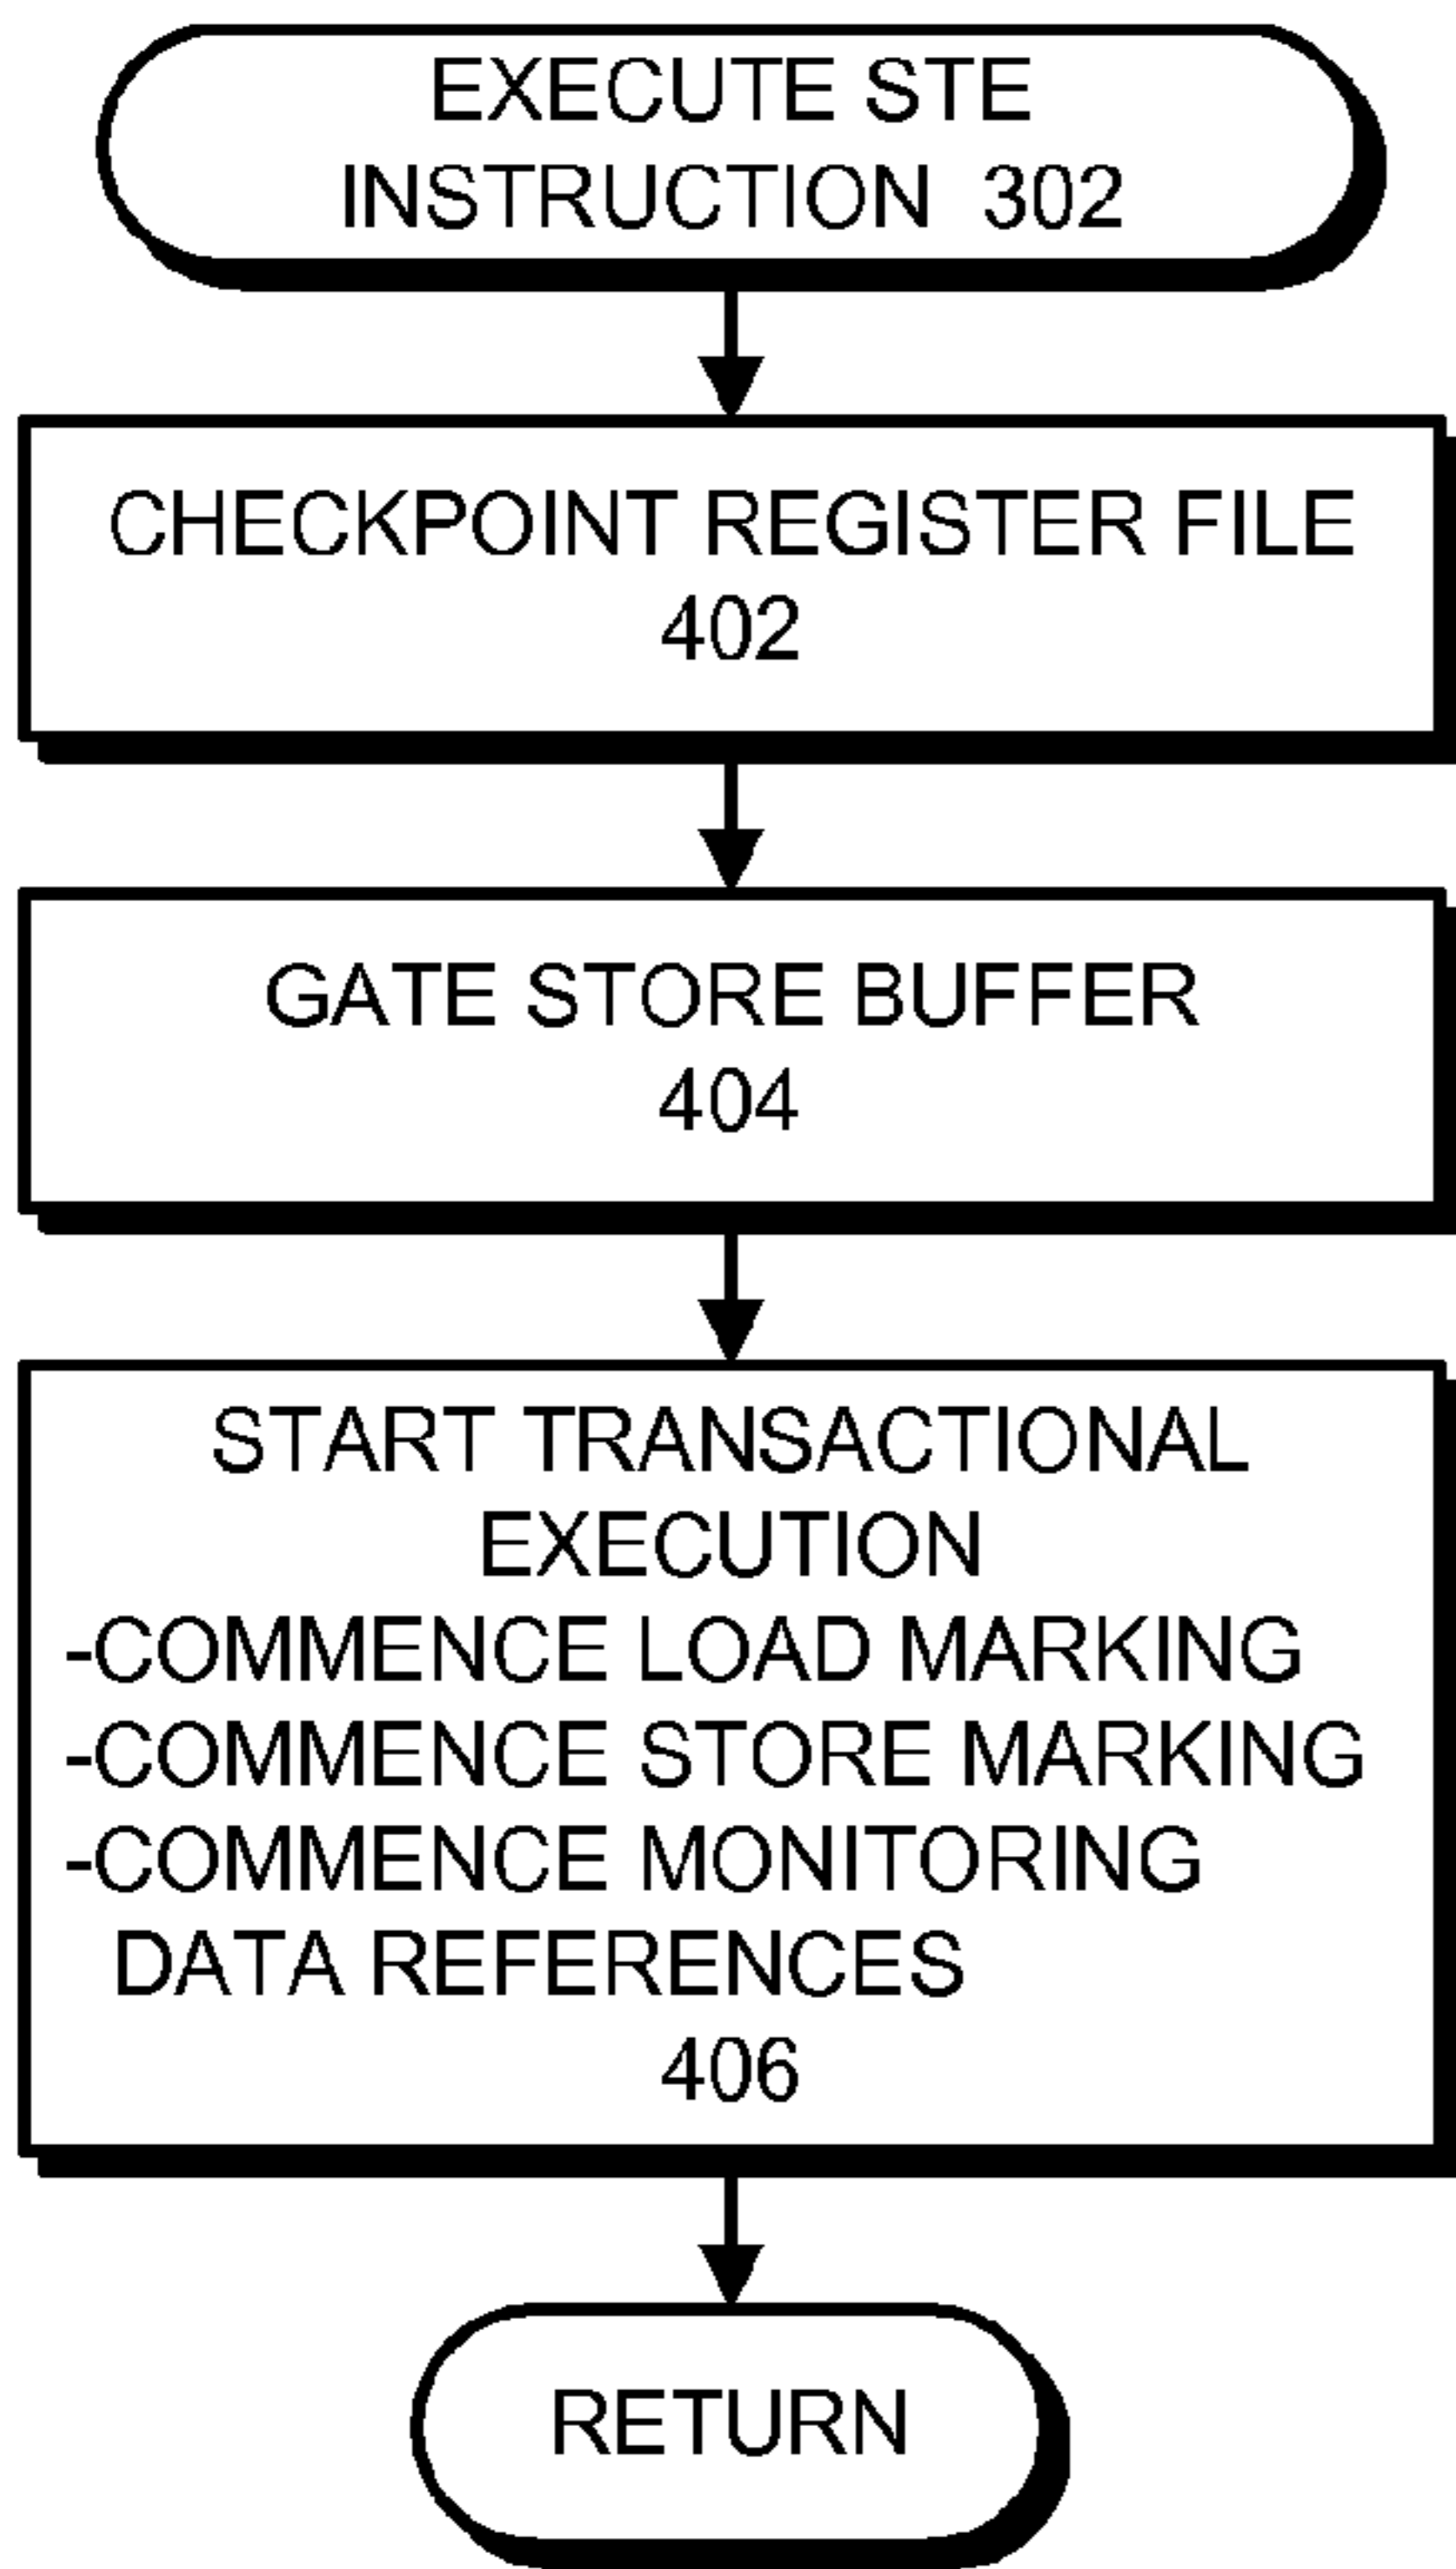 EXECUTE STE
INSTRUCTION 302
CHECKPOINT REGISTER FILE
402
GATE STORE BUFFER
404
START TRANSACTIONAL
EXECUTION
-COMMENCE LOAD MARKING
-COMMENCE STORE MARKING
-COMMENCE MONITORING
DATA REFERENCES
406
RETURN